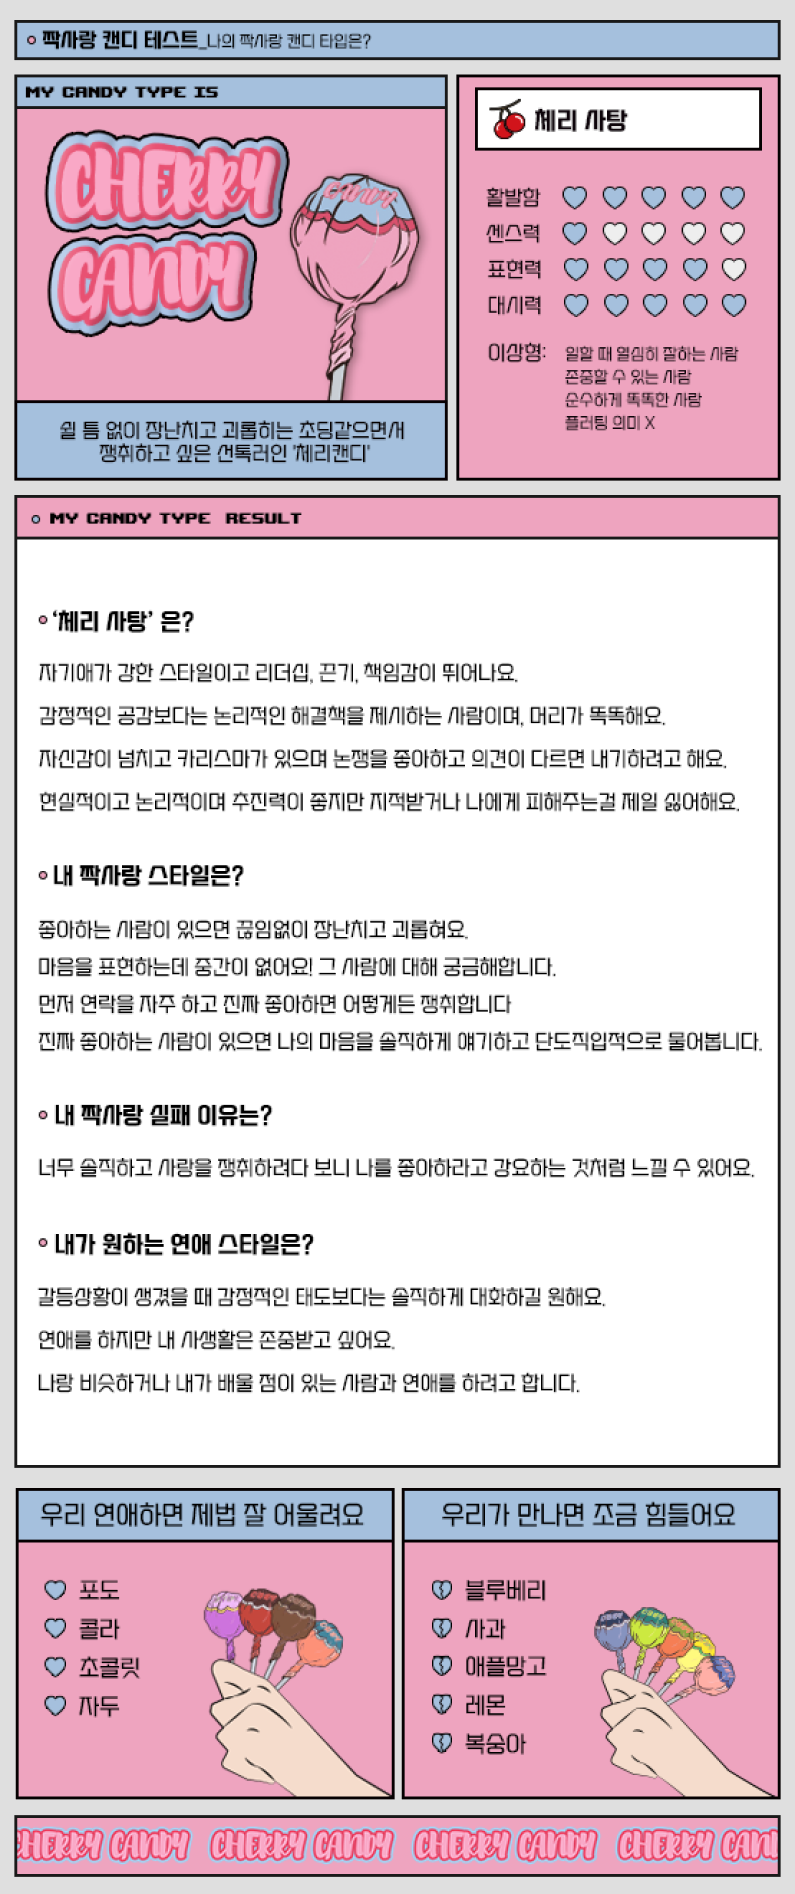 짝사랑 캔디 테스트_나의 짝사랑 캔디 타입은?
MY CANDY TYPE IS
CHERRY
CANDY
CANDY
쉴 틈 없이 장난치고 괴롭히는 초딩같으면서
쟁취하고 싶은 선톡러인 '체리캔디'
체리 사탕
활발함
센스력
표현력
대시력
이상형: 일할 때 열심히 잘하는 사람
존중할 수 있는 사람
순수하게 똑똑한 사람
플러팅 의미 X
MY CANDY TYPE RESULT
‘체리 사탕’ 은?
자기애가 강한 스타일이고 리더십, 끈기, 책임감이 뛰어나요.
감정적인 공감보다는 논리적인 해결책을 제시하는 사람이며, 머리가 똑똑해요.
자신감이 넘치고 카리스마가 있으며 논쟁을 좋아하고 의견이 다르면 내기하려고 해요.
현실적이고 논리적이며 추진력이 좋지만 지적받거나 나에게 피해주는걸 제일 싫어해요.
내 짝사랑 스타일은?
좋아하는 사람이 있으면 끊임없이 장난치고 괴롭혀요.
마음을 표현하는데 중간이 없어요! 그 사람에 대해 궁금해합니다.
먼저 연락을 자주 하고 진짜 좋아하면 어떻게든 쟁취합니다
진짜 좋아하는 사람이 있으면 나의 마음을 솔직하게 얘기하고 단도직입적으로 물어봅니다.
내 짝사랑 실패 이유는?
너무 솔직하고 사랑을 쟁취하려다 보니 나를 좋아하라고 강요하는 것처럼 느낄 수 있어요.
내가 원하는 연애 스타일은?
갈등상황이 생겼을 때 감정적인 태도보다는 솔직하게 대화하길 원해요.
연애를 하지만 내 사생활은 존중받고 싶어요.
나랑 비슷하거나 내가 배울 점이 있는 사람과 연애를 하려고 합니다.
우리 연애하면 제법 잘 어울려요
포도
콜라
초콜릿
자두
우리가 만나면 조금 힘들어요
블루베리
사과
애플망고
레몬
복숭아
CHERRY CANDY CHERRY CANDY CHERRY CANDY CHERRY CAN